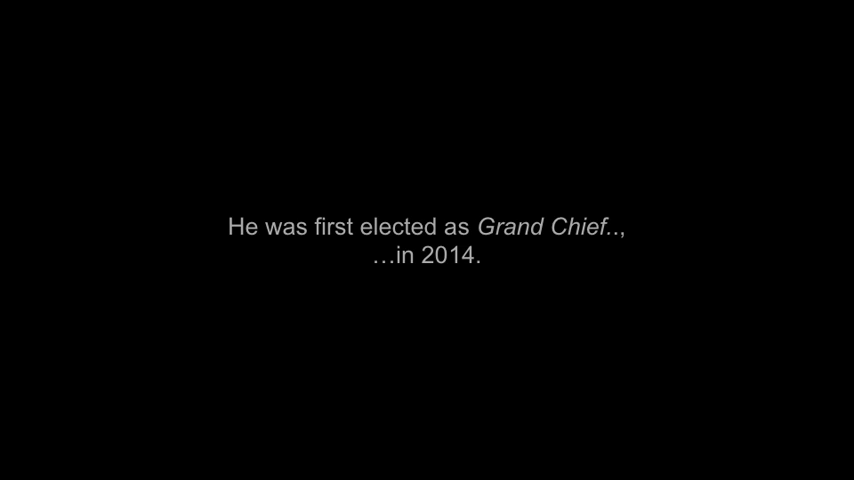 He was first elected as Grand Chief..,
…in 2014.